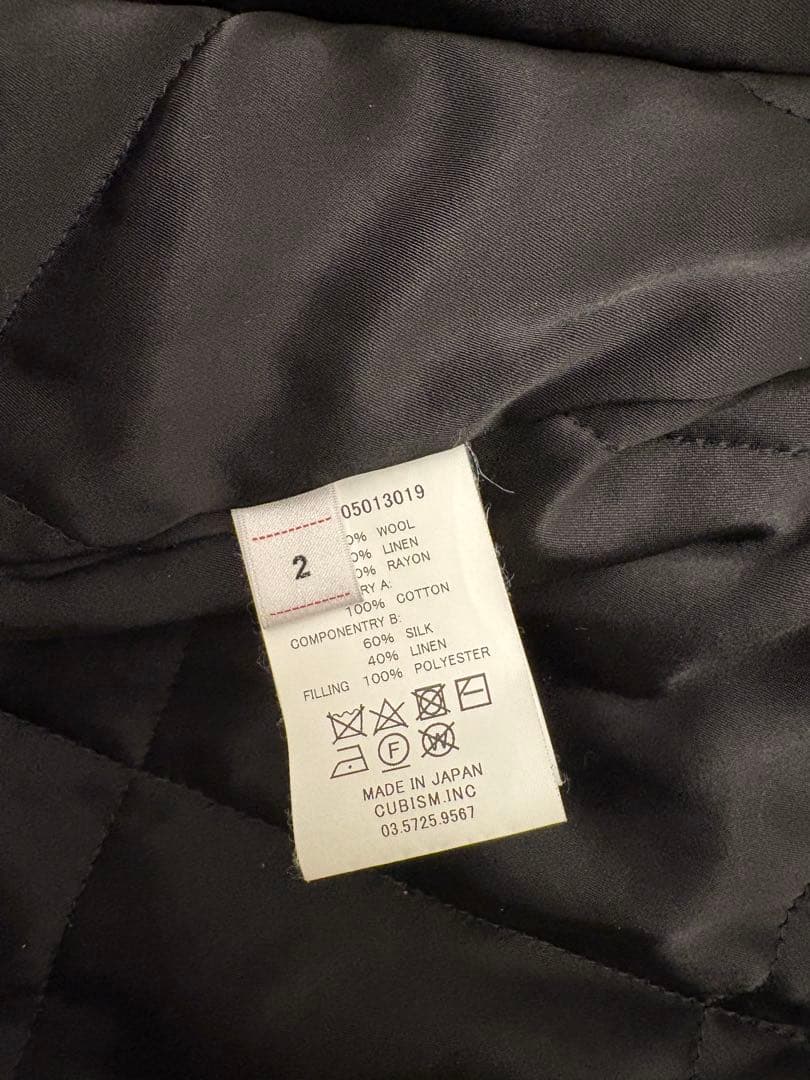 2
05013019
WOOL
LINEN
RAYON
A:
100% COTTON
COMPONENTRY B:
60% SILK
40% LINEN
FILLING 100% POLYESTER
F
W
MADE IN JAPAN
CUBISM.INC
03.5725.9567